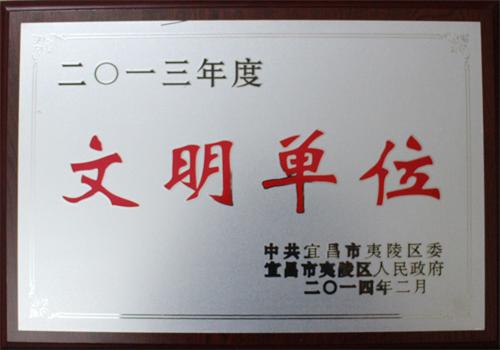 二〇一三年度
文明单位
中共宜昌市夷陵区委
宜昌市夷陵区人民政府
二〇一四年二月